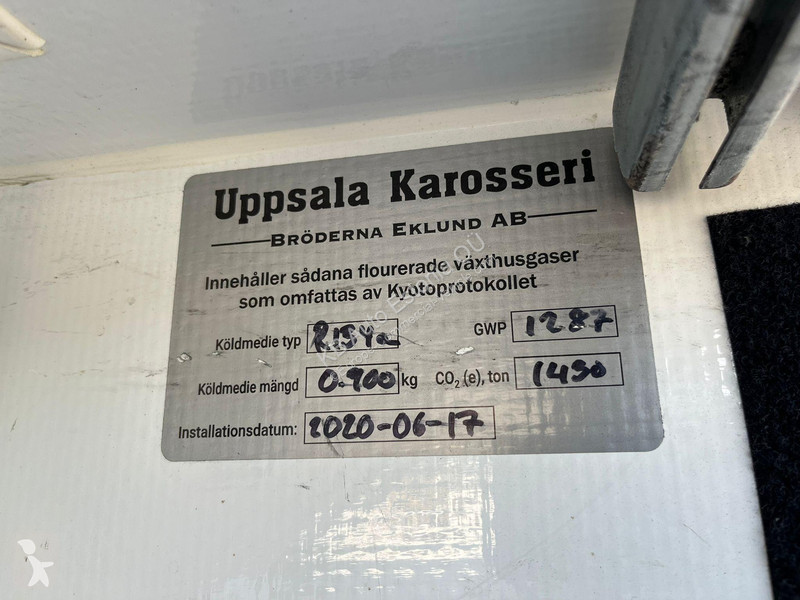 Uppsala Karosseri
BRÖDERNA EKLUND AB
Innehåller sådana flourerade växthusgaser
som omfattas av Kyotoprotokollet
Köldmedie typ R134a GWP 1287
Köldmedie mängd 0.900 kg CO₂(e), ton 1430
Installationsdatum: 2020-06-17